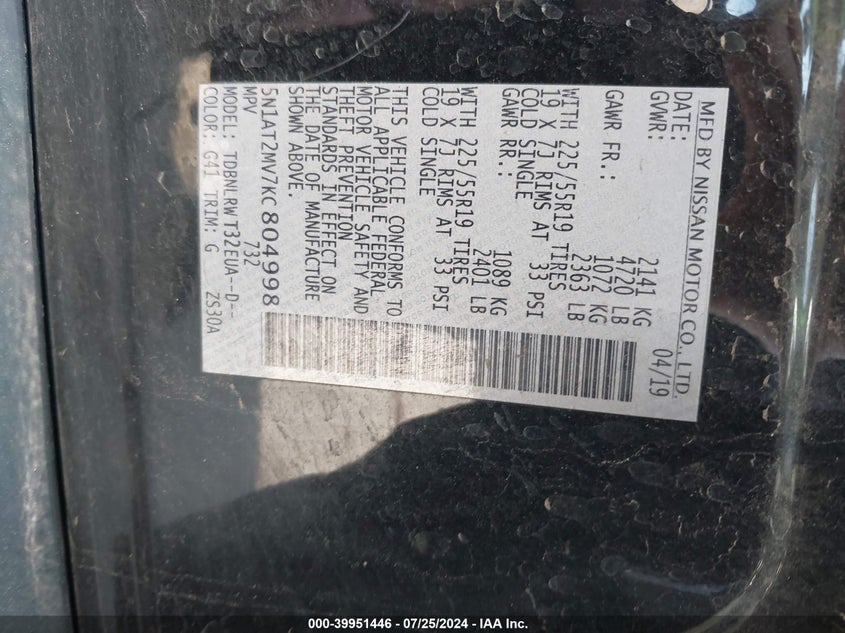 MFD BY NISSAN MOTOR CO., LTD.
DATE: 04/19
GVWR: 2141 KG
4720 LB
GAWR FR.: 1072 KG
2363 LB
WITH 225/55R19 TIRES
19 X 7J RIMS AT 33 PSI
COLD SINGLE
GAWR RR.: 1089 KG
2401 LB
WITH 225/55R19 TIRES
19 X 7J RIMS AT 33 PSI
COLD SINGLE
THIS VEHICLE CONFORMS TO
ALL APPLICABLE FEDERAL
MOTOR VEHICLE SAFETY AND
THEFT PREVENTION
STANDARDS IN EFFECT ON
THE DATE OF MANUFACTURE
SHOWN ABOVE.
5N1AT2MV7KC804998
MPV 732
MODEL: TDBNLRWT32EUA--D--
COLOR: G41 TRIM: G ZS30A
000-39951446 - 07/25/2024 - IAA Inc.